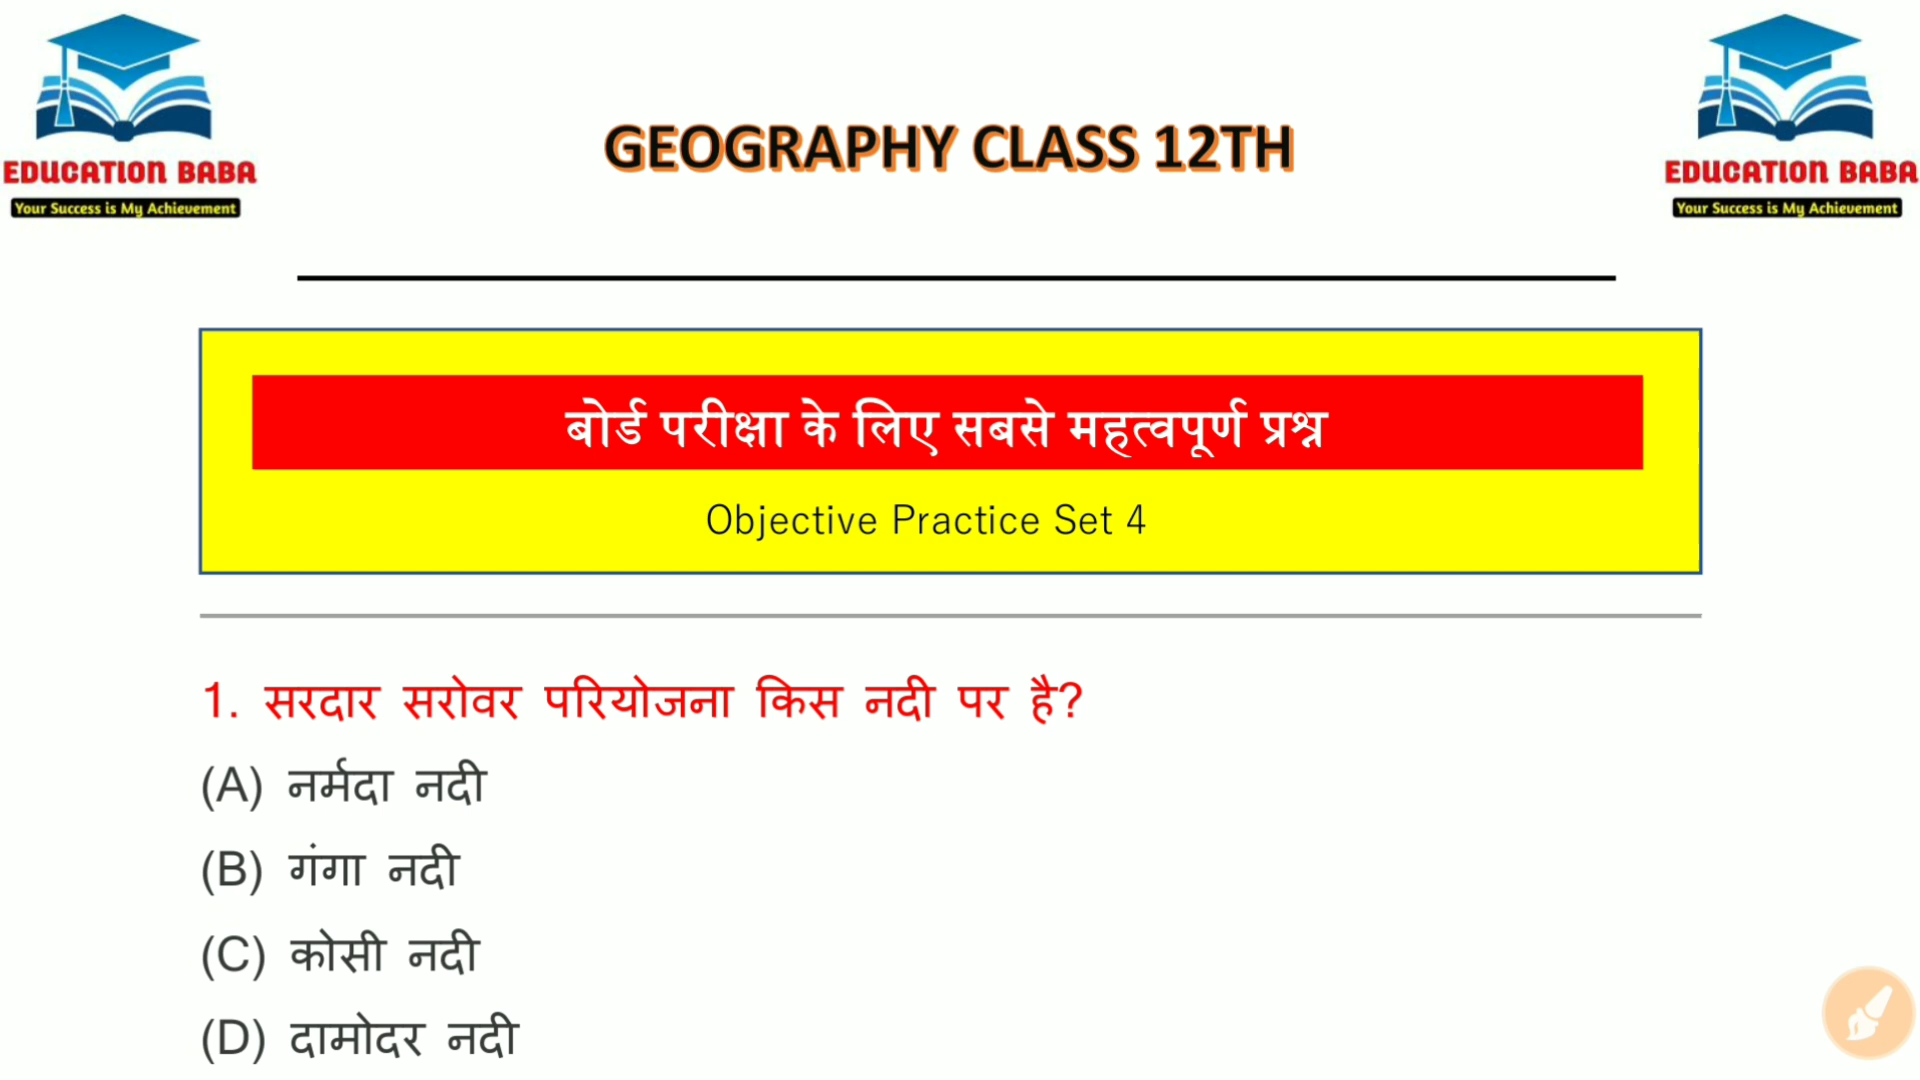 EDUCATION BABA
Your Success is My Achievement
GEOGRAPHY CLASS 12TH
EDUCATION BABA
Your Success is My Achievement
बोर्ड परीक्षा के लिए सबसे महत्वपूर्ण प्रश्न
Objective Practice Set 4
1. सरदार सरोवर परियोजना किस नदी पर है?
(A) नर्मदा नदी
(B) गंगा नदी
(C) कोसी नदी
(D) दामोदर नदी